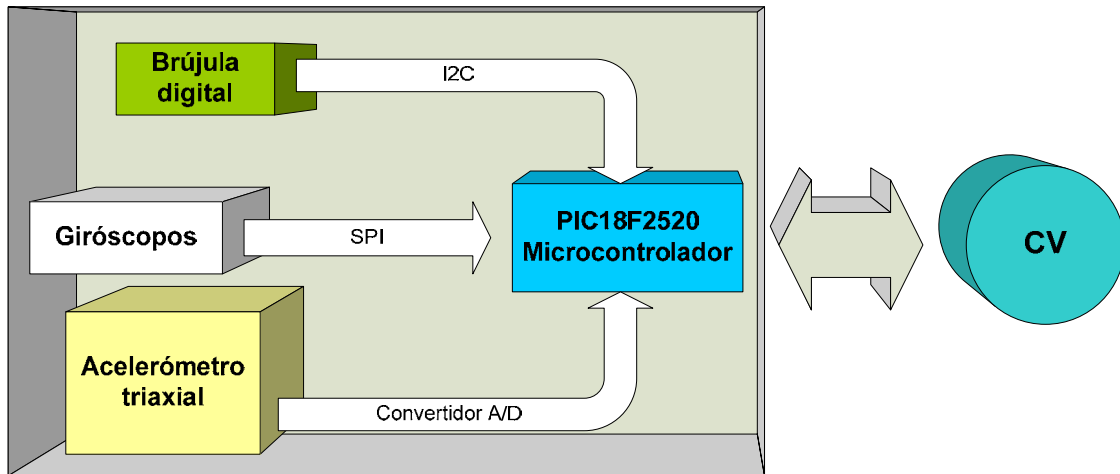 Brújula
digital
I2C
Giróscopos
SPI
PIC18F2520
Microcontrolador
CV
Acelerómetro
triaxial
Convertidor A/D